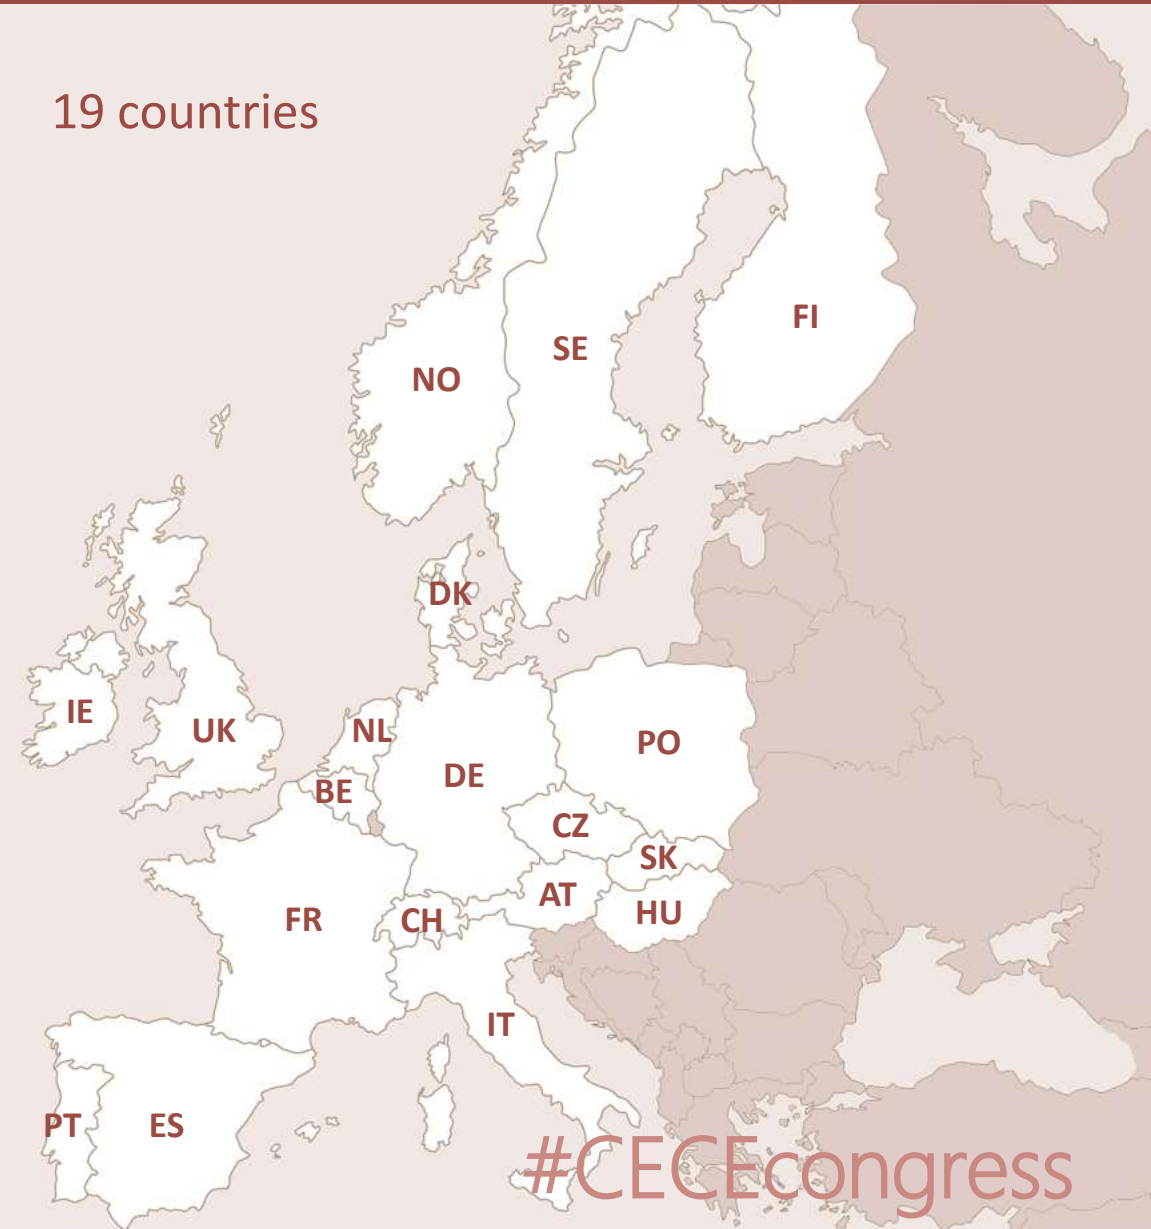 19 countries
FI
SE
NO
DK
IE
UK
NL
PO
DE
BE
CZ
SK
AT
HU
FR
CH
IT
PT
ES
#CECEcongress